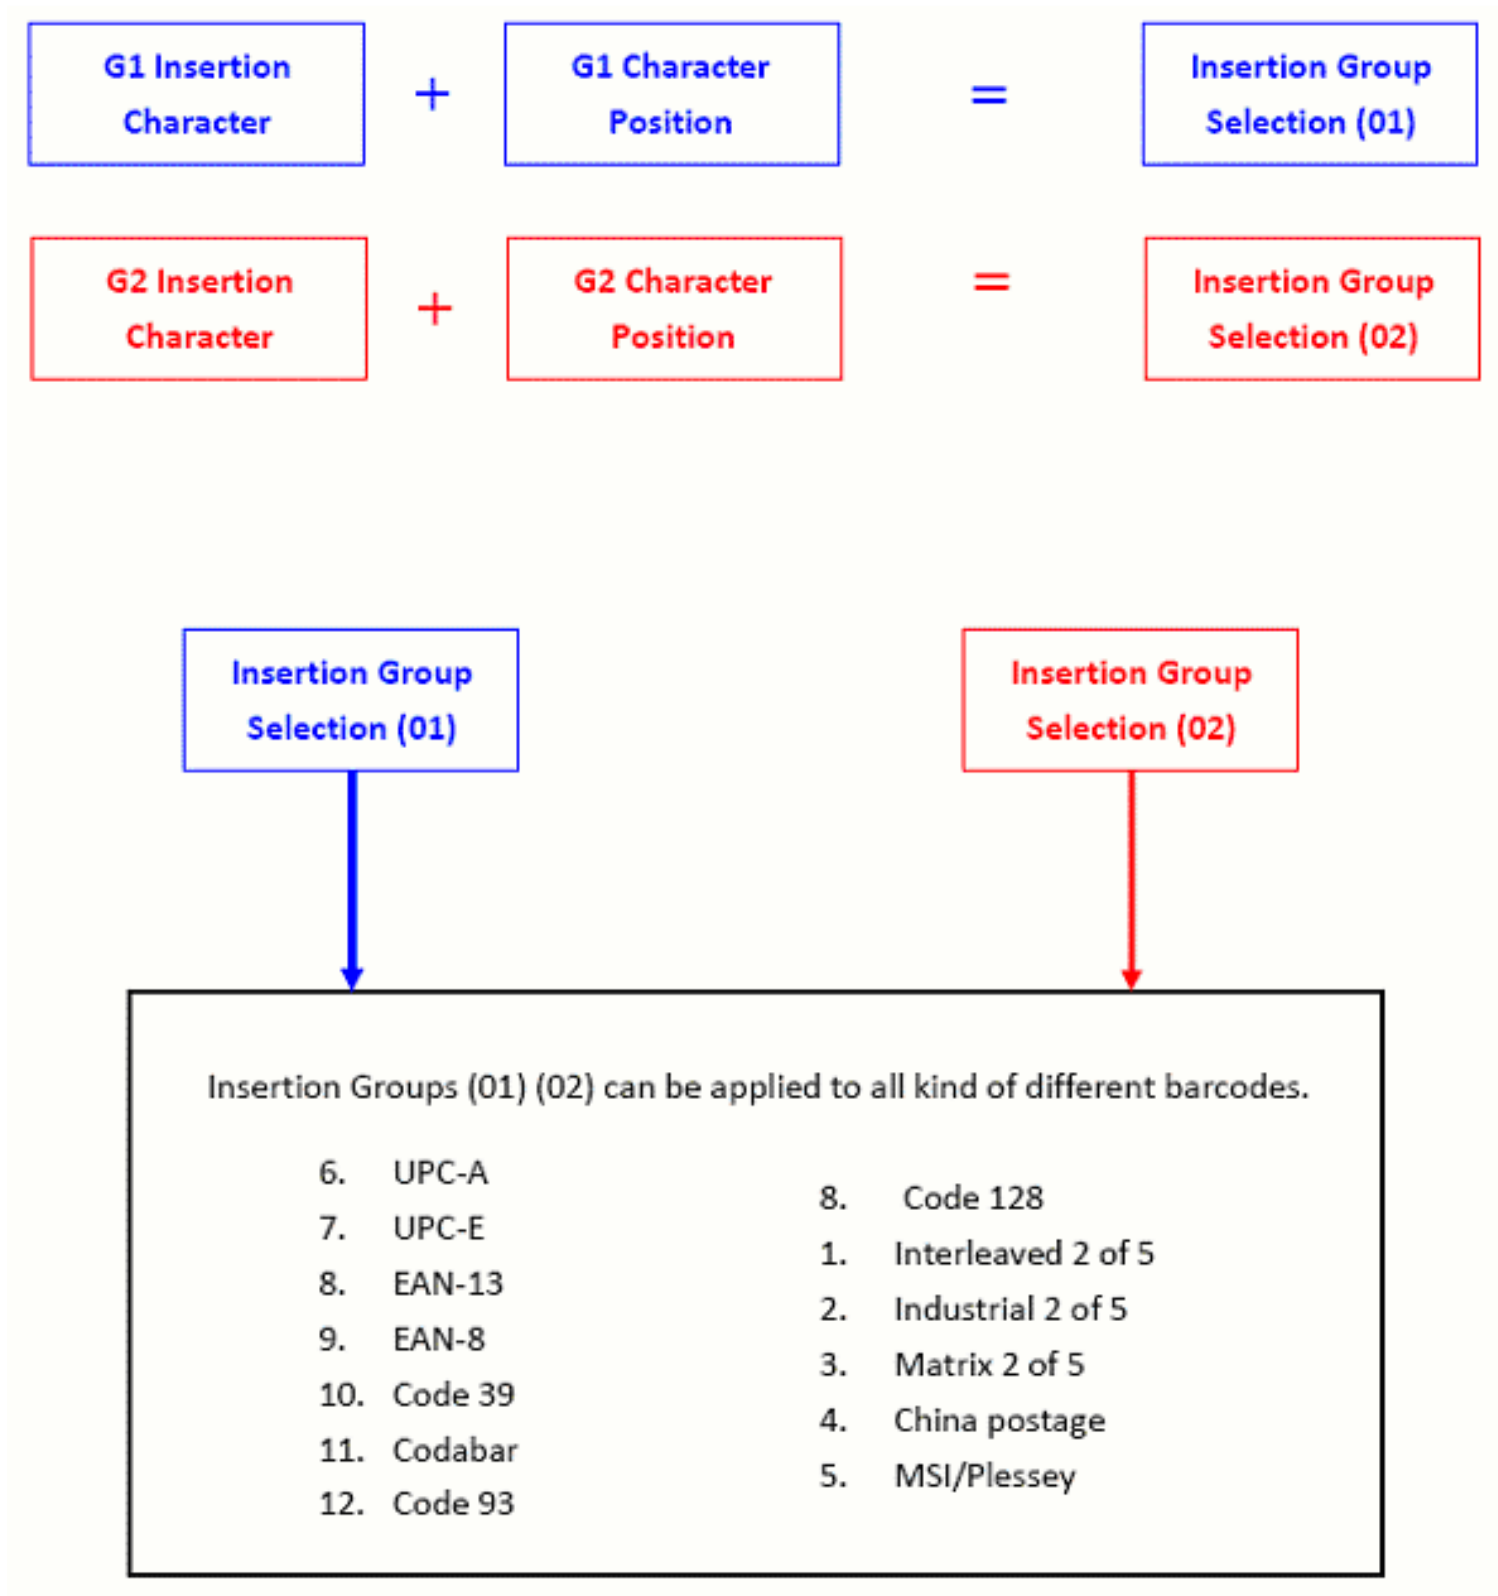 G1 Insertion
Character
+
G1 Character
Position
=
Insertion Group
Selection (01)
G2 Insertion
Character
+
G2 Character
Position
=
Insertion Group
Selection (02)
Insertion Group
Selection (01)
Insertion Group
Selection (02)
Insertion Groups (01) (02) can be applied to all kind of different barcodes.
6. UPC-A
7. UPC-E
8. EAN-13
9. EAN-8
10. Code 39
11. Codabar
12. Code 93
8. Code 128
1. Interleaved 2 of 5
2. Industrial 2 of 5
3. Matrix 2 of 5
4. China postage
5. MSI/Plessey